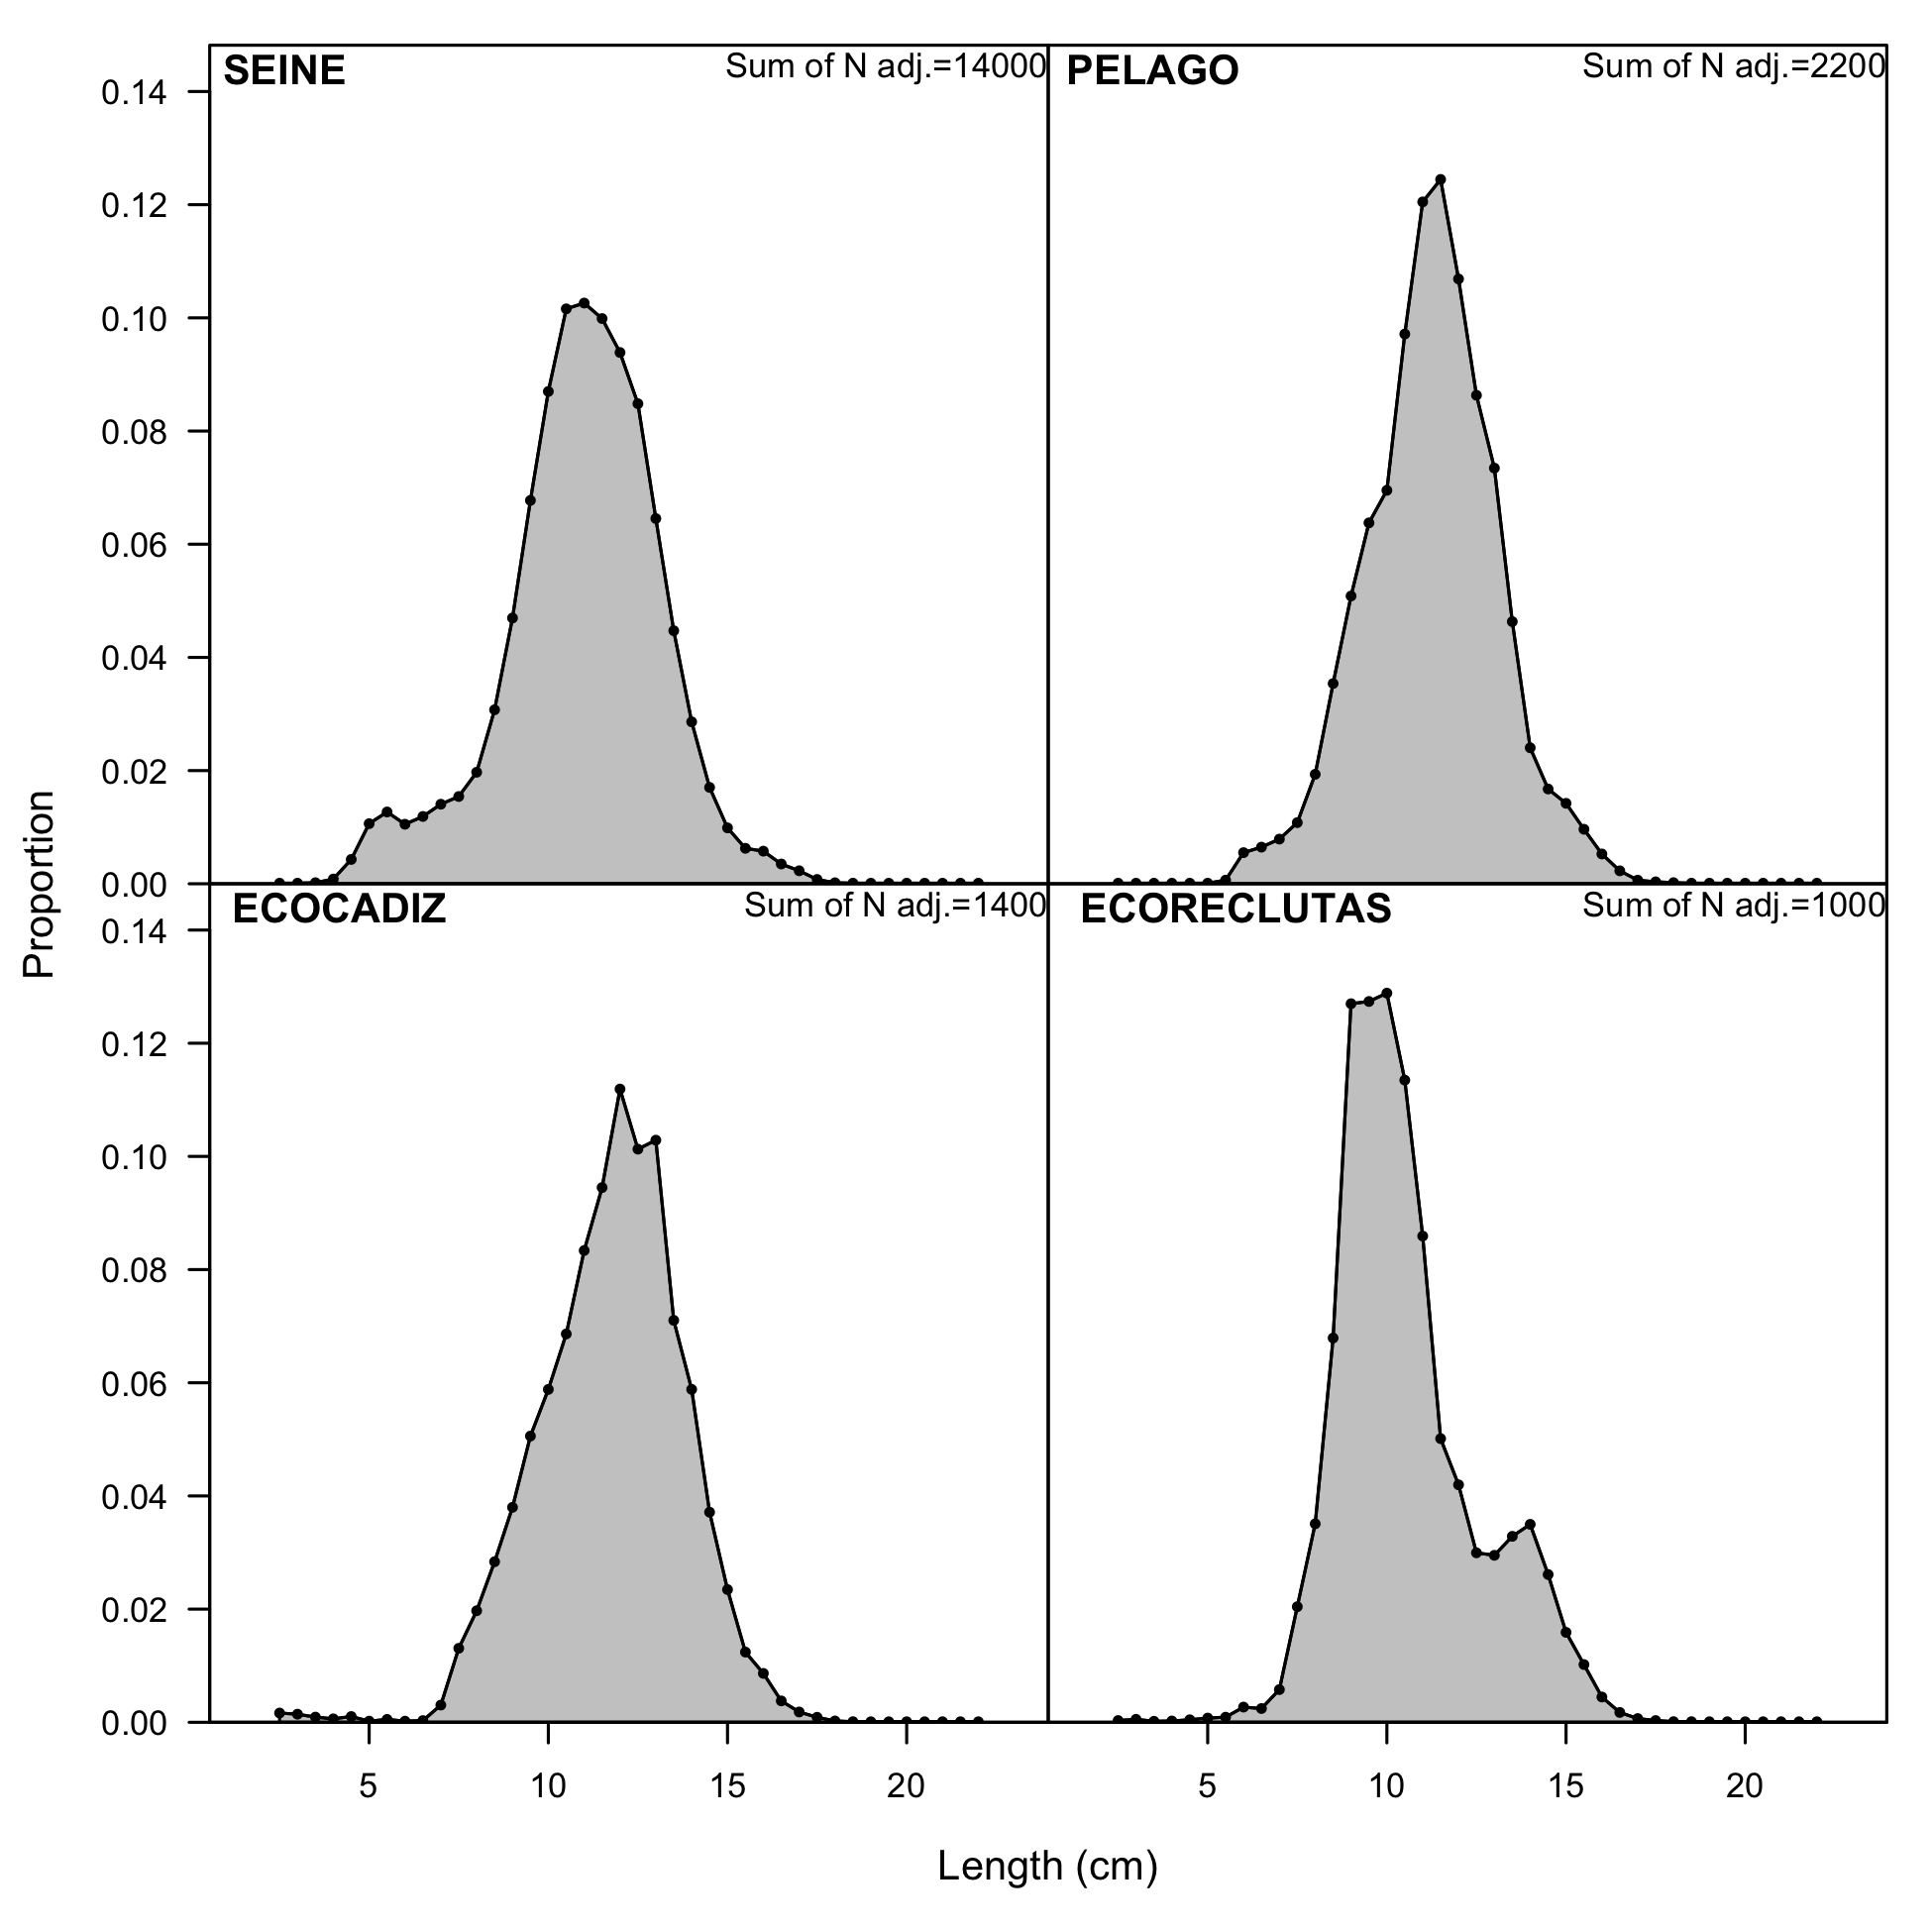 SEINE
Sum of N adj.=14000
PELAGO
Sum of N adj.=2200
0.14
0.12
0.10
0.08
0.06
0.04
0.02
0.00
ECOCADIZ
Sum of N adj.=1400
ECORECLUTAS
Sum of N adj.=1000
0.14
0.12
0.10
0.08
0.06
0.04
0.02
0.00
Proportion
5 10 15 20
5 10 15 20
Length (cm)